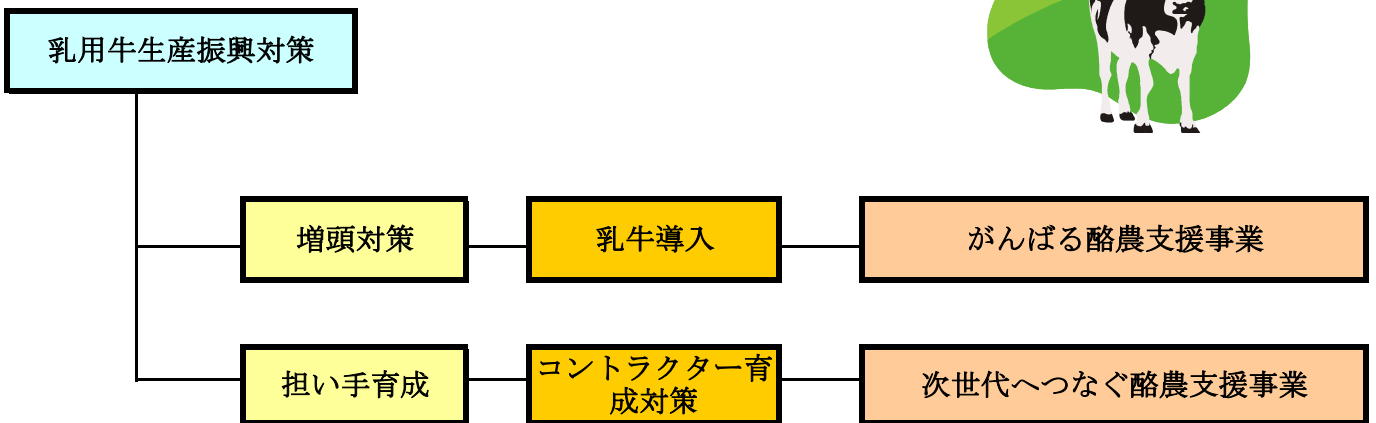 乳用牛生産振興対策
増頭対策
乳牛導入
がんばる酪農支援事業
担い手育成
コントラクター育
成対策
次世代へつなぐ酪農支援事業